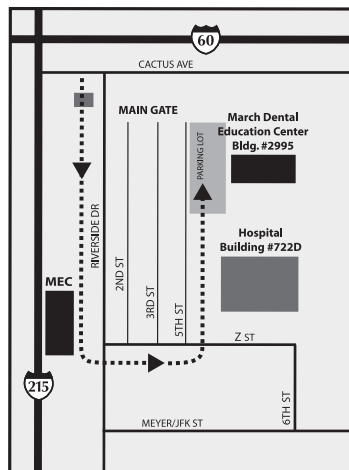 60
CACTUS AVE
MAIN GATE
March Dental
Education Center
Bldg. #2995
PARKING LOT
RIVERSIDE DR
2ND ST
3RD ST
5TH ST
Hospital
Building #722D
MEC
Z ST
215
6TH ST
MEYER/JFK ST